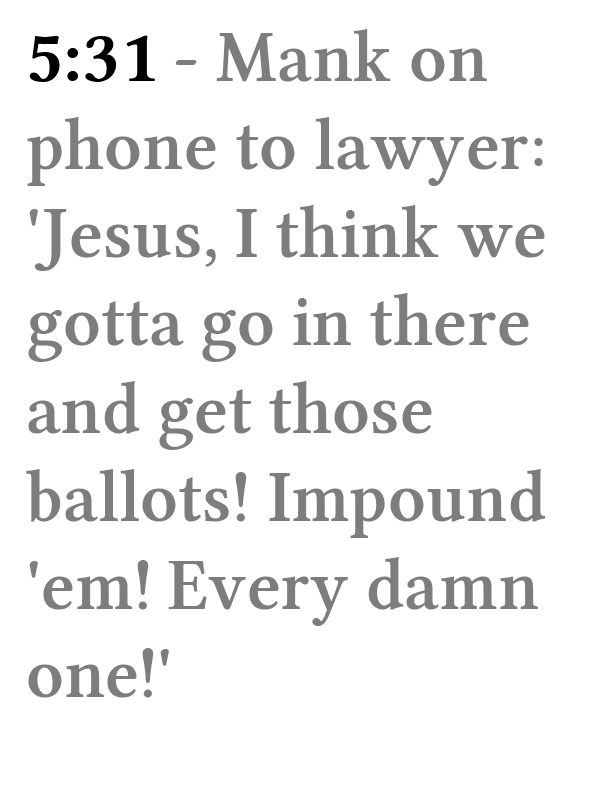 5:31 - Mank on
phone to lawyer:
'Jesus, I think we
gotta go in there
and get those
ballots! Impound
'em! Every damn
one!'